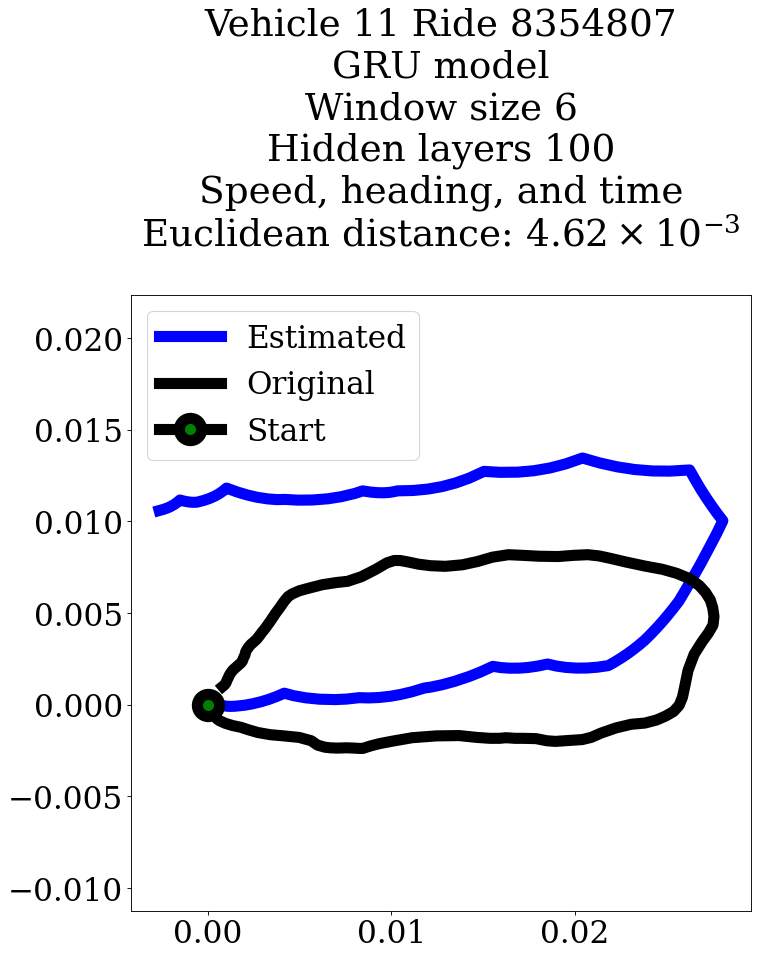 Vehicle 11 Ride 8354807
GRU model
Window size 6
Hidden layers 100
Speed, heading, and time
Euclidean distance: 4.62 × 10⁻³
Estimated
Original
Start
0.020
0.015
0.010
0.005
0.000
−0.005
−0.010
0.00 0.01 0.02